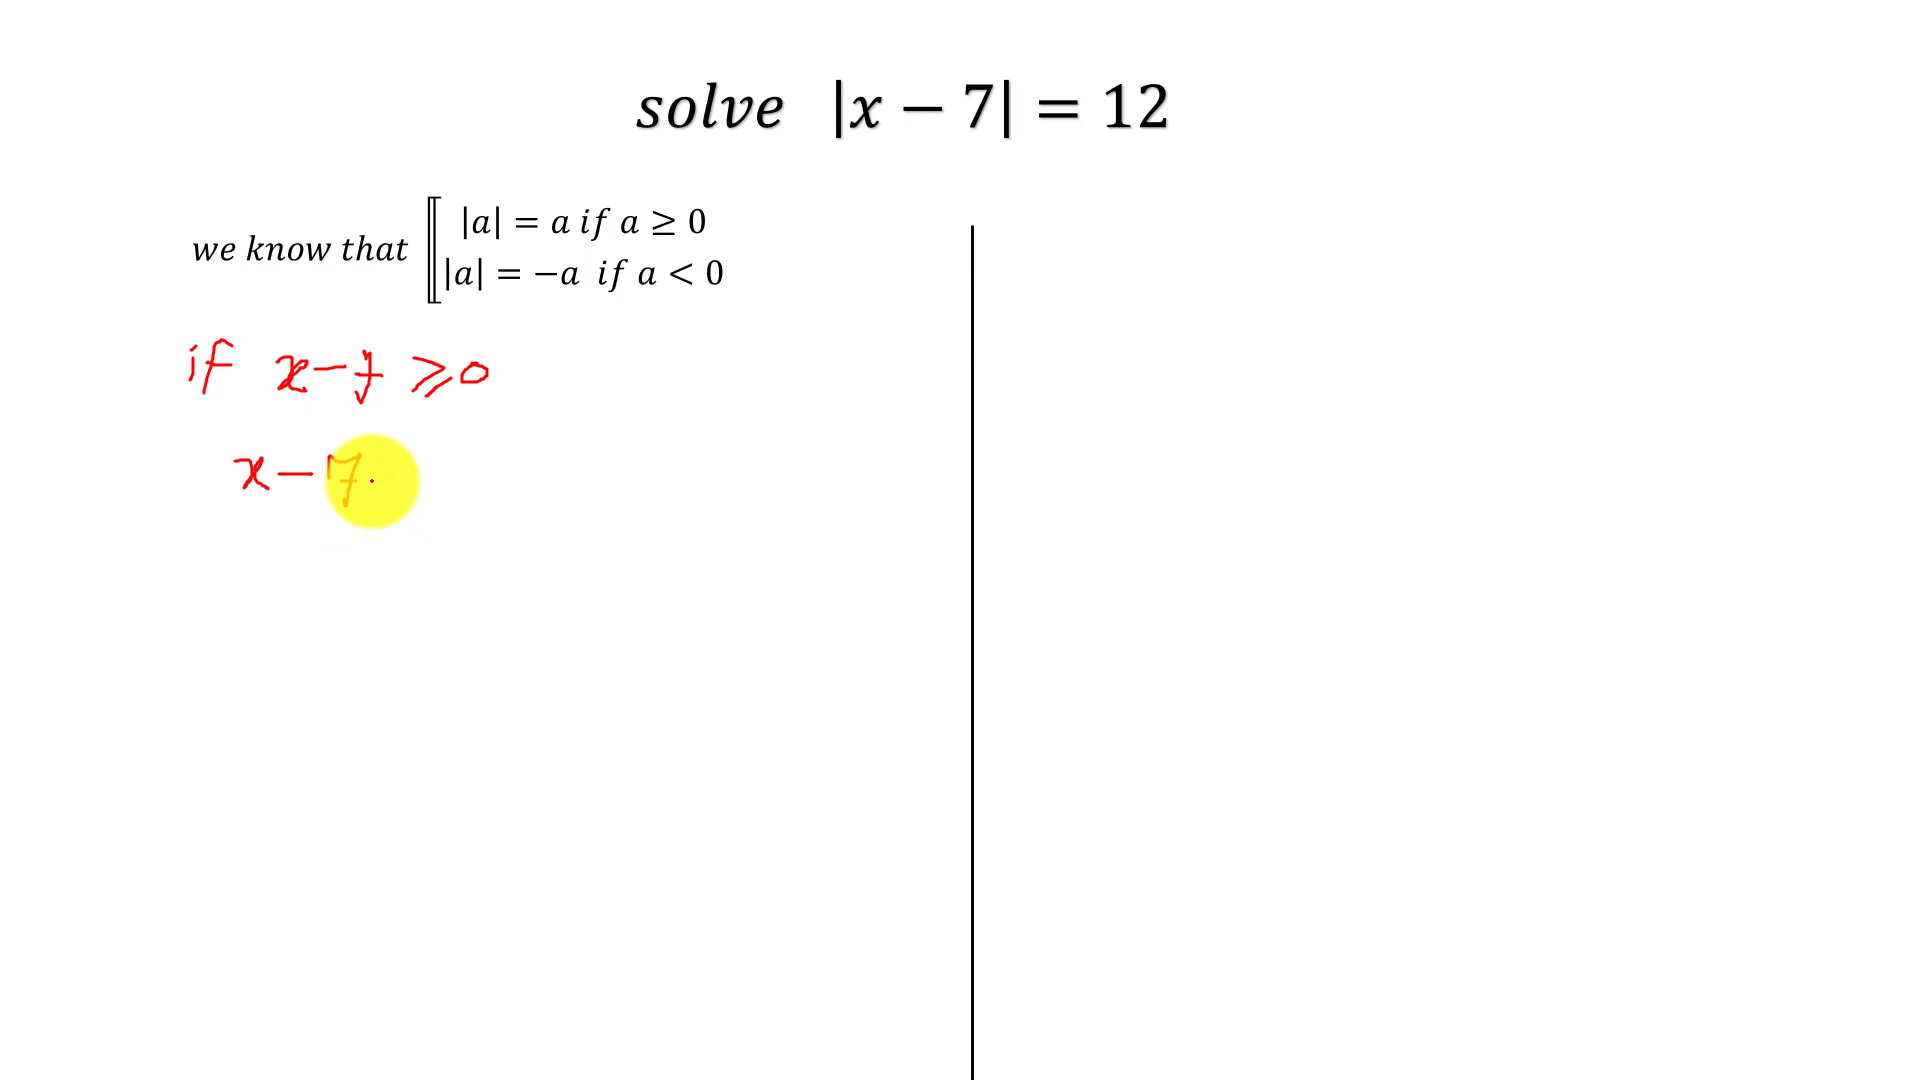 solve |x − 7| = 12
we know that ⟦ |a| = a if a ≥ 0
|a| = −a if a < 0
if x − 7 ≥ 0
x − 7